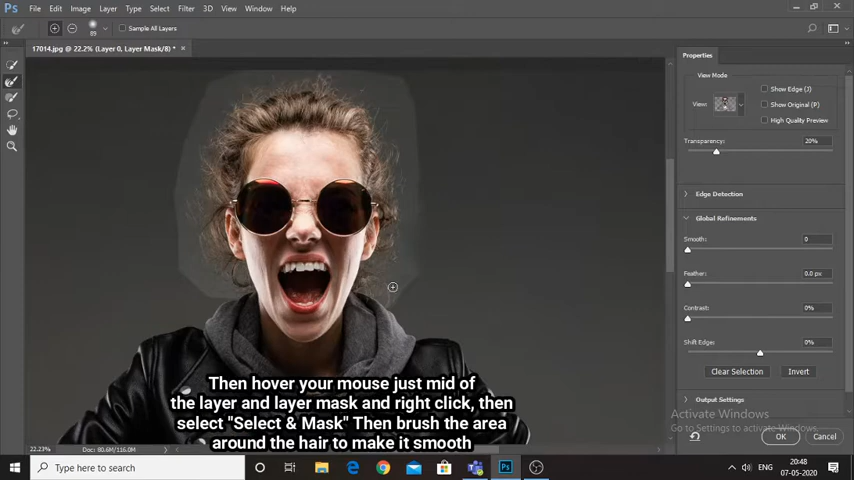 Ps File Edit Image Layer Type Select Filter 3D View Window Help
89 Sample All Layers
17014.jpg @ 22.2% (Layer 0, Layer Mask/8) *
Properties
View Mode
Show Edge (J)
View:
Show Original (P)
High Quality Preview
Transparency: 20%
Edge Detection
Global Refinements
Smooth: 0
Feather: 0.0 px
Contrast: 0%
Shift Edge: 0%
Clear Selection Invert
Output Settings
Activate Windows
Go to Settings to activate Windows.
OK Cancel
Then hover your mouse just mid of
the layer and layer mask and right click, then
select "Select & Mask" Then brush the area
around the hair to make it smooth
22.23% Doc: 80.6M/116.0M
Type here to search
Ps
ENG
20:48
07-05-2020